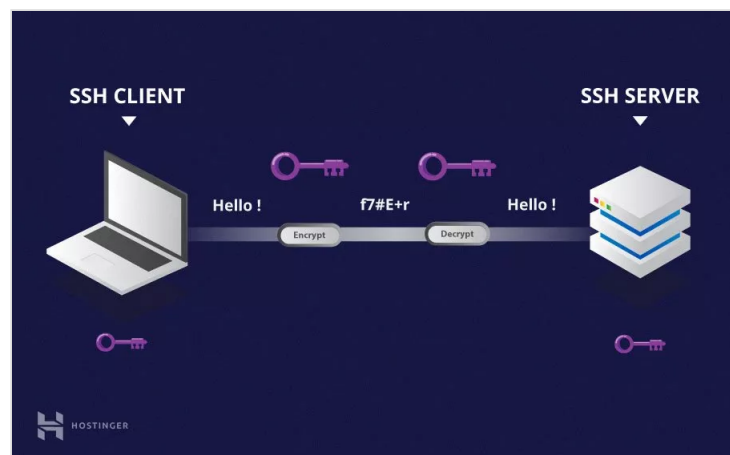 SSH CLIENT
SSH SERVER
Hello !
f7#E+r
Hello !
Encrypt
Decrypt
HOSTINGER